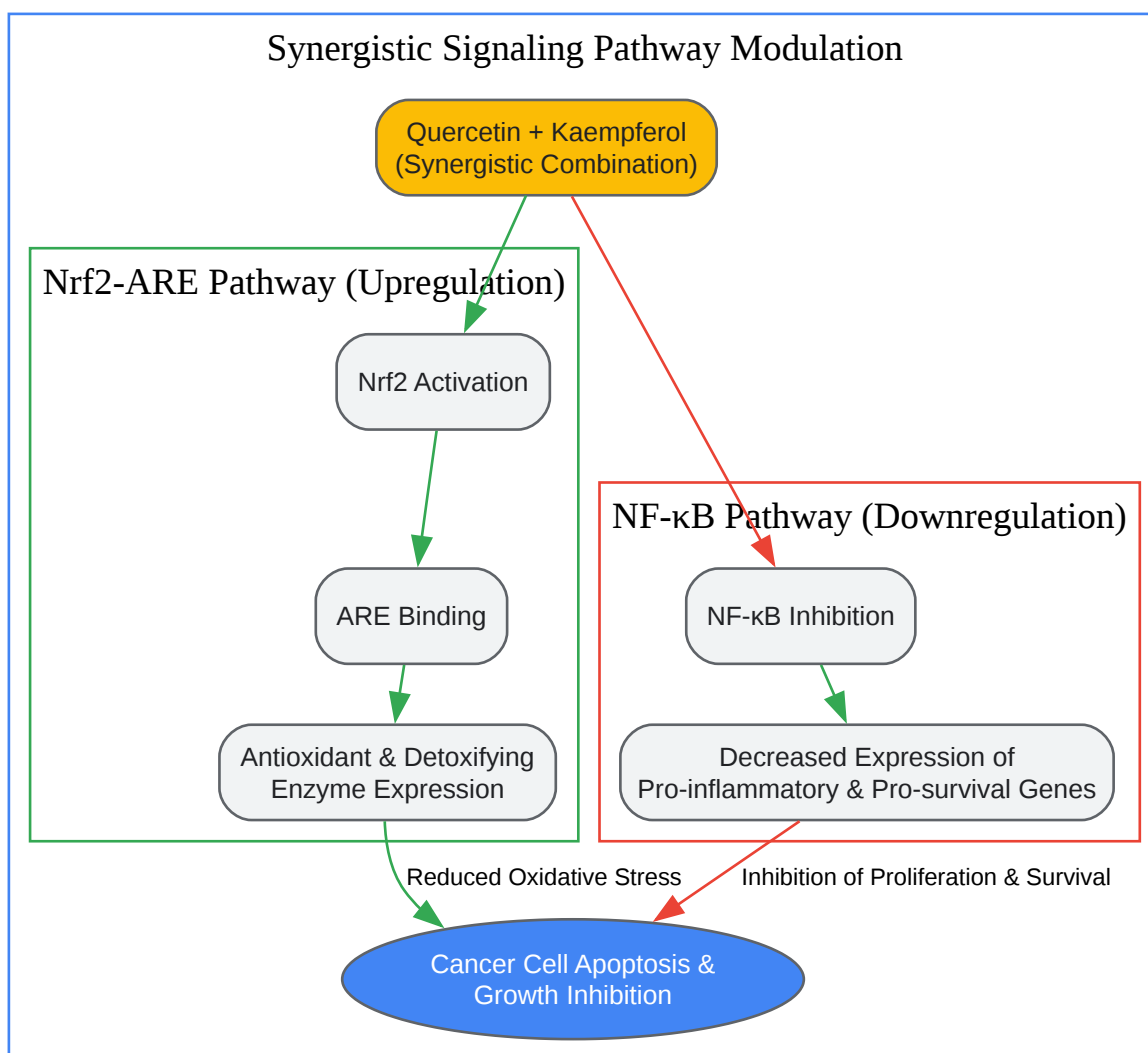 Synergistic Signaling Pathway Modulation
Quercetin + Kaempferol
(Synergistic Combination)
Nrf2-ARE Pathway (Upregulation)
Nrf2 Activation
NF-κB Pathway (Downregulation)
ARE Binding
NF-κB Inhibition
Antioxidant & Detoxifying
Enzyme Expression
Decreased Expression of
Pro-inflammatory & Pro-survival Genes
Reduced Oxidative Stress
Inhibition of Proliferation & Survival
Cancer Cell Apoptosis &
Growth Inhibition